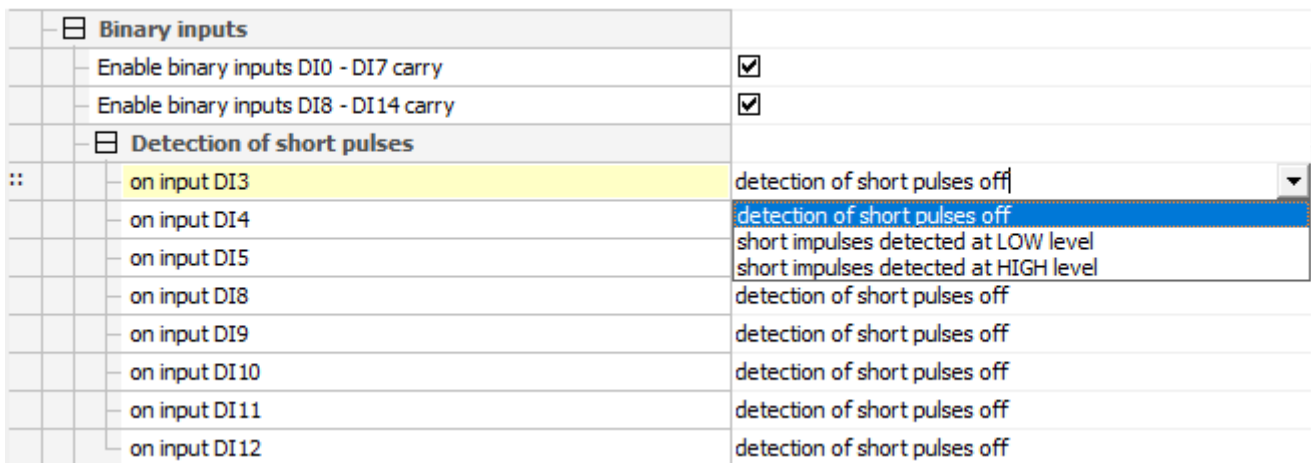 Binary inputs
Enable binary inputs DI0 - DI7 carry
Enable binary inputs DI8 - DI14 carry
Detection of short pulses
on input DI3 detection of short pulses off
detection of short pulses off
short impulses detected at LOW level
short impulses detected at HIGH level
on input DI4
on input DI5
on input DI8 detection of short pulses off
on input DI9 detection of short pulses off
on input DI10 detection of short pulses off
on input DI11 detection of short pulses off
on input DI12 detection of short pulses off